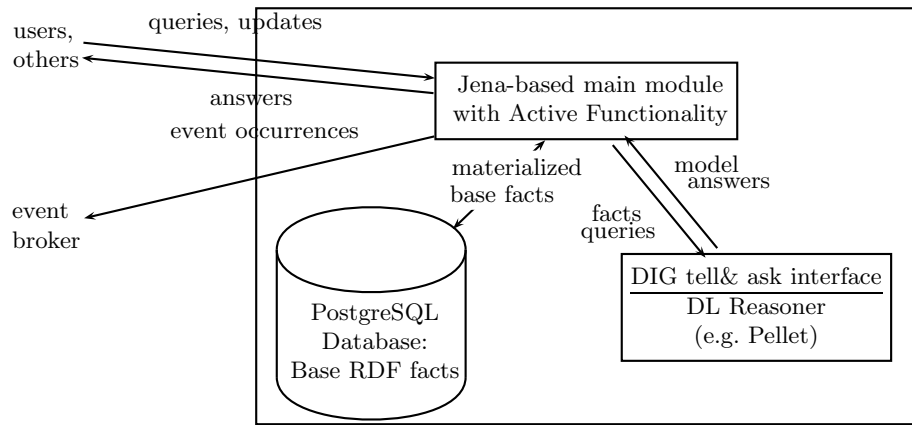 queries, updates
users,
others
answers
event occurrences
Jena-based main module
with Active Functionality
materialized
base facts
model
answers
facts
queries
event
broker
DIG tell& ask interface
DL Reasoner
(e.g. Pellet)
PostgreSQL
Database:
Base RDF facts